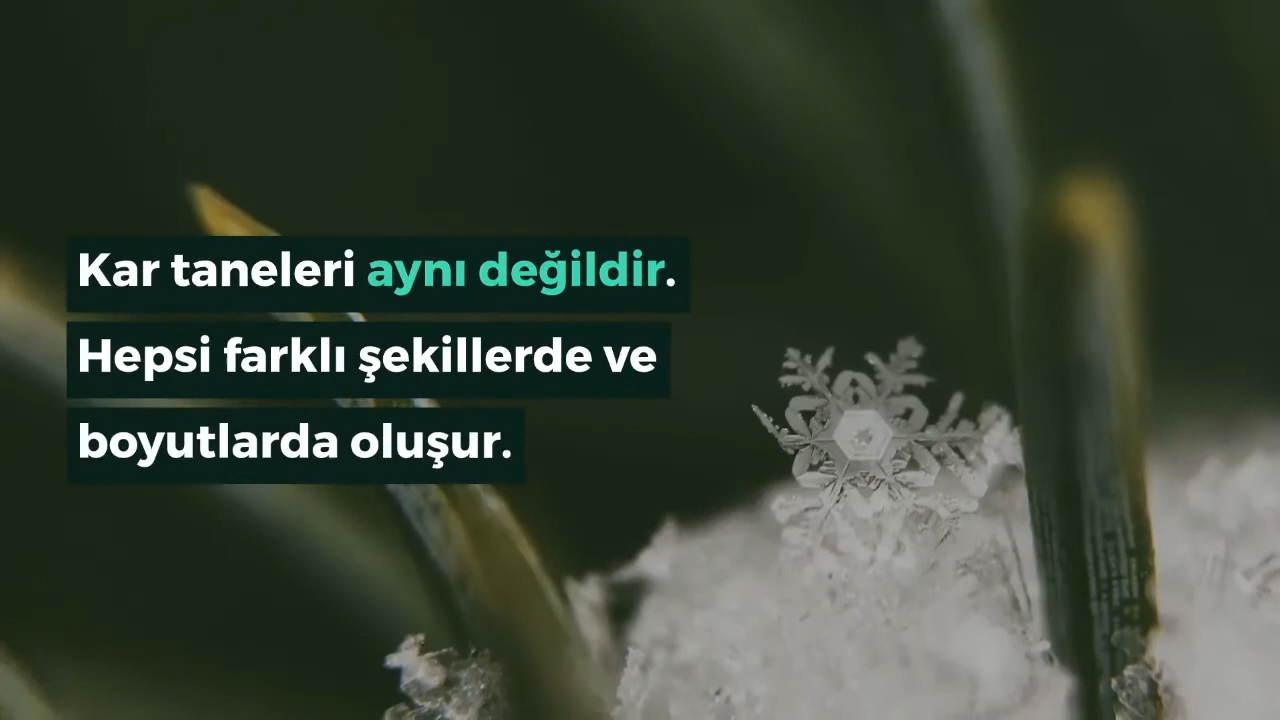 Kar taneleri aynı değildir.
Hepsi farklı şekillerde ve
boyutlarda oluşur.